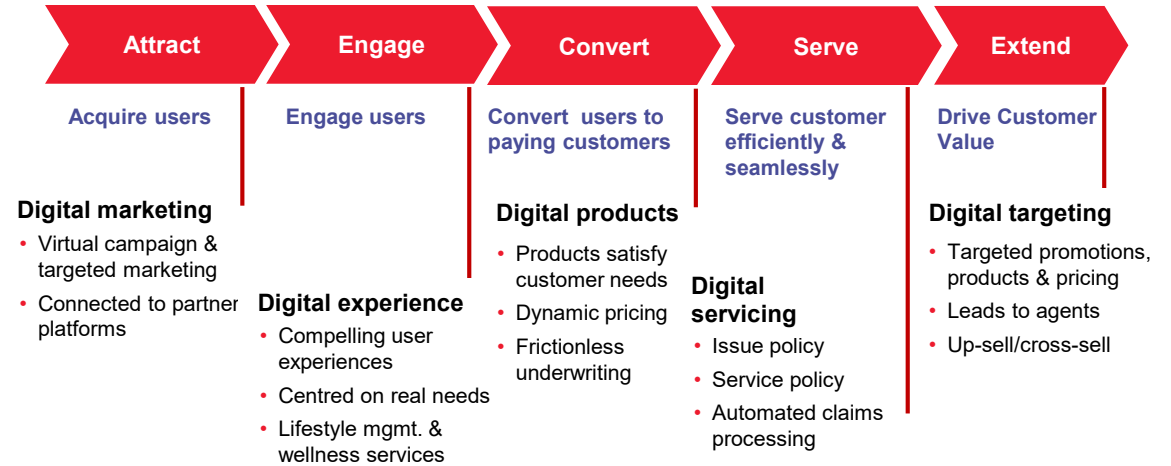 Attract
Engage
Convert
Serve
Extend
Acquire users
Engage users
Convert users to
paying customers
Serve customer
efficiently &
seamlessly
Drive Customer
Value
Digital marketing
• Virtual campaign &
targeted marketing
• Connected to partner
platforms
Digital experience
• Compelling user
experiences
• Centred on real needs
• Lifestyle mgmt. &
wellness services
Digital products
• Products satisfy
customer needs
• Dynamic pricing
• Frictionless
underwriting
Digital
servicing
• Issue policy
• Service policy
• Automated claims
processing
Digital targeting
• Targeted promotions,
products & pricing
• Leads to agents
• Up-sell/cross-sell